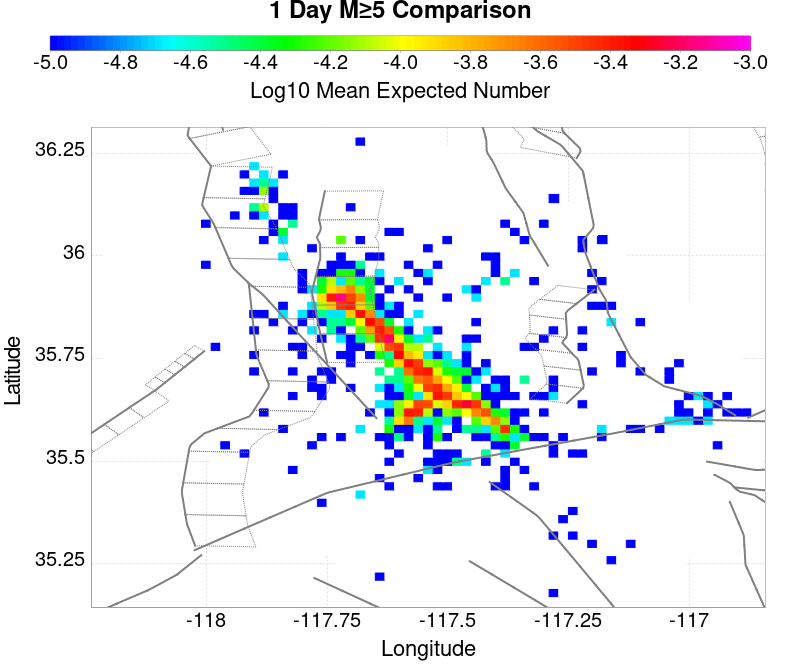 1 Day M≥5 Comparison
-5.0 -4.8 -4.6 -4.4 -4.2 -4.0 -3.8 -3.6 -3.4 -3.2 -3.0
Log10 Mean Expected Number
36.25
36
35.75
35.5
35.25
Latitude
-118 -117.75 -117.5 -117.25 -117
Longitude